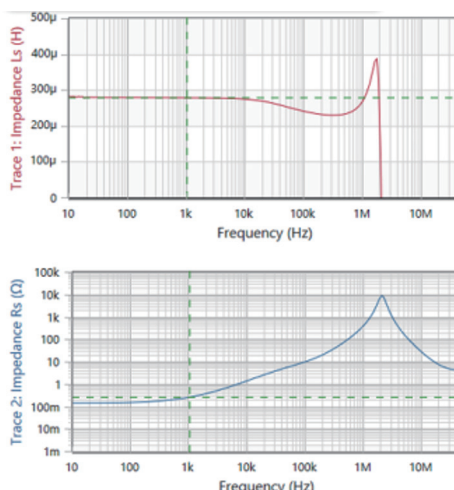 Trace 1: Impedance Ls (H)
500µ
400µ
300µ
200µ
100µ
0
10 100 1k 10k 100k 1M 10M
Frequency (Hz)
Trace 2: Impedance Rs (Ω)
100k
10k
1k
100
10
1
100m
10m
1m
10 100 1k 10k 100k 1M 10M
Frequency (Hz)